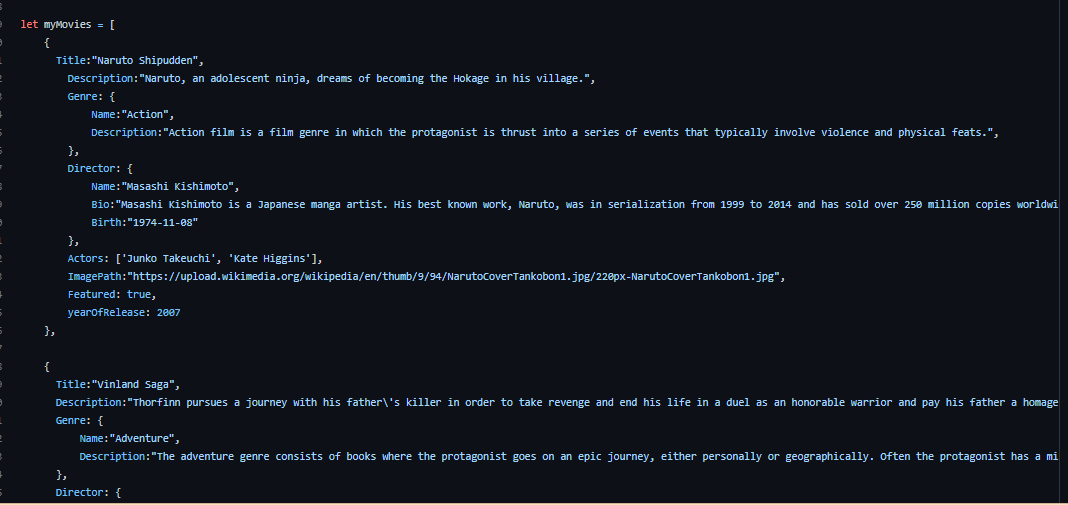 let myMovies = [
{
Title:"Naruto Shipudden",
Description:"Naruto, an adolescent ninja, dreams of becoming the Hokage in his village.",
Genre: {
Name:"Action",
Description:"Action film is a film genre in which the protagonist is thrust into a series of events that typically involve violence and physical feats.",
},
Director: {
Name:"Masashi Kishimoto",
Bio:"Masashi Kishimoto is a Japanese manga artist. His best known work, Naruto, was in serialization from 1999 to 2014 and has sold over 250 million copies worldwi
Birth:"1974-11-08"
},
Actors: ['Junko Takeuchi', 'Kate Higgins'],
ImagePath:"https://upload.wikimedia.org/wikipedia/en/thumb/9/94/NarutoCoverTankobon1.jpg/220px-NarutoCoverTankobon1.jpg",
Featured: true,
yearOfRelease: 2007
},
{
Title:"Vinland Saga",
Description:"Thorfinn pursues a journey with his father\'s killer in order to take revenge and end his life in a duel as an honorable warrior and pay his father a homage
Genre: {
Name:"Adventure",
Description:"The adventure genre consists of books where the protagonist goes on an epic journey, either personally or geographically. Often the protagonist has a mi
},
Director: {